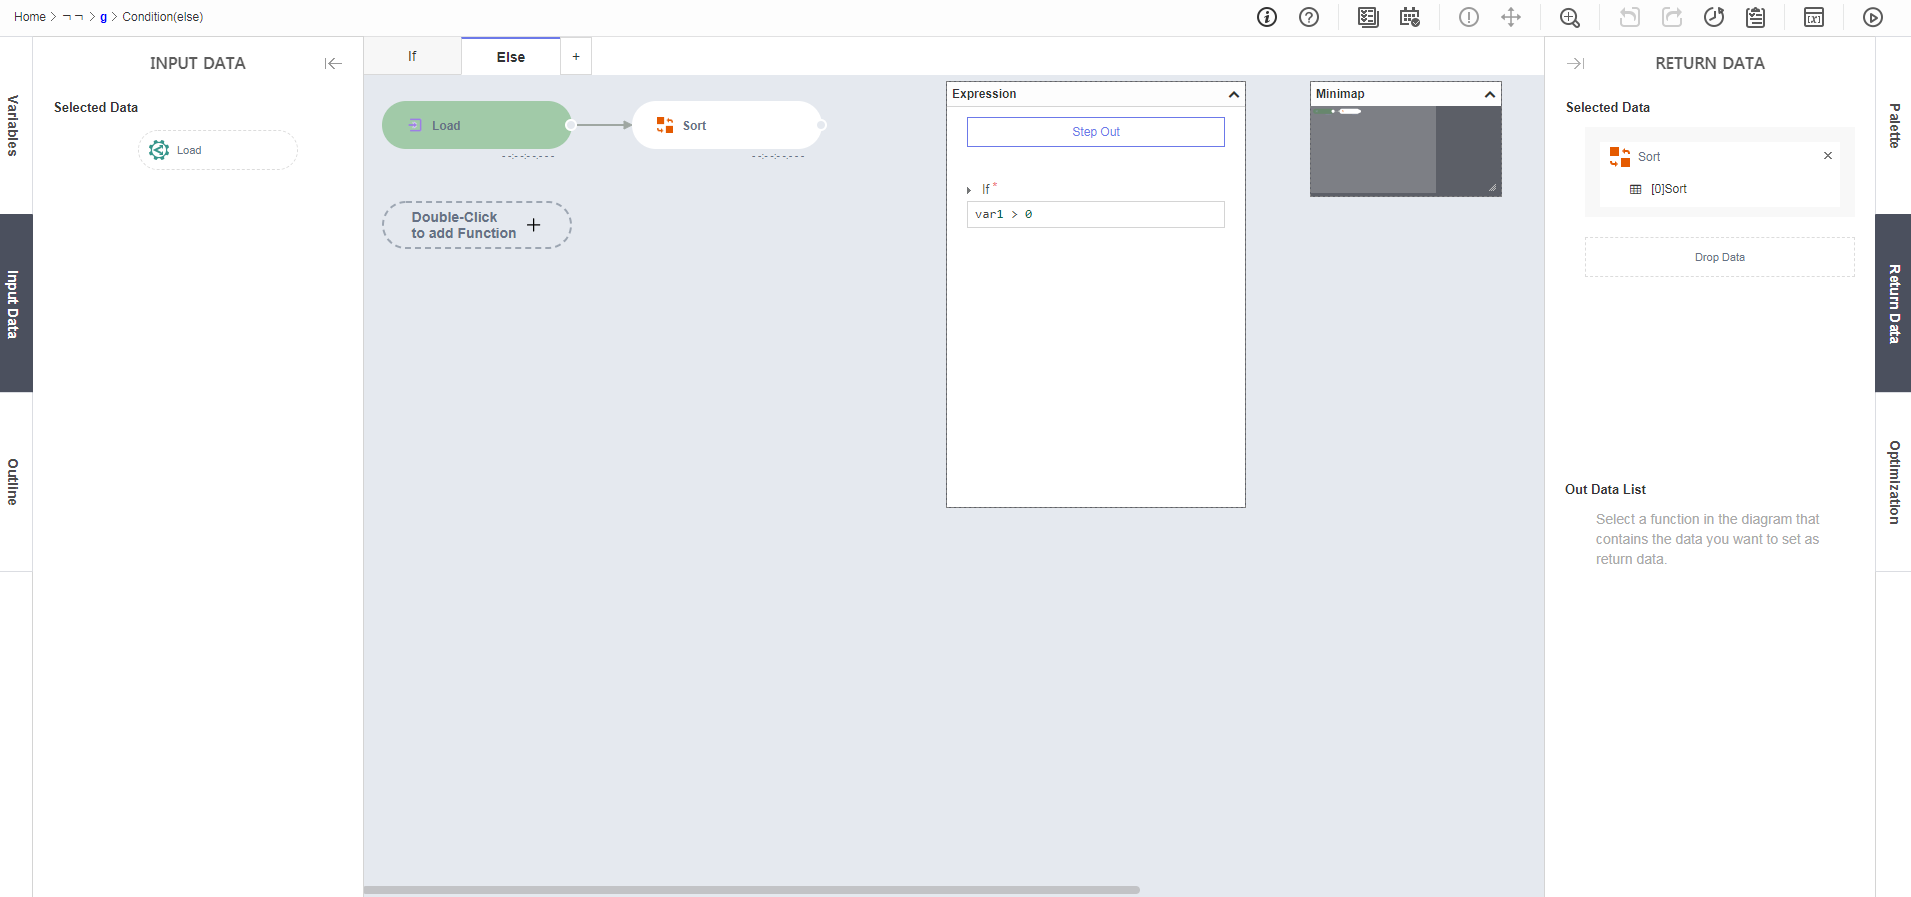 Home > ㄱㄱ > g > Condition(else)
Variables
Input Data
Outline
INPUT DATA
Selected Data
Load
If
Else
+
Load
--:--:--.---
Sort
--:--:--.---
Double-Click
to add Function
Expression
Step Out
If *
var1 > 0
Minimap
RETURN DATA
Selected Data
Sort
[0]Sort
Drop Data
Out Data List
Select a function in the diagram that
contains the data you want to set as
return data.
Palette
Return Data
Optimization